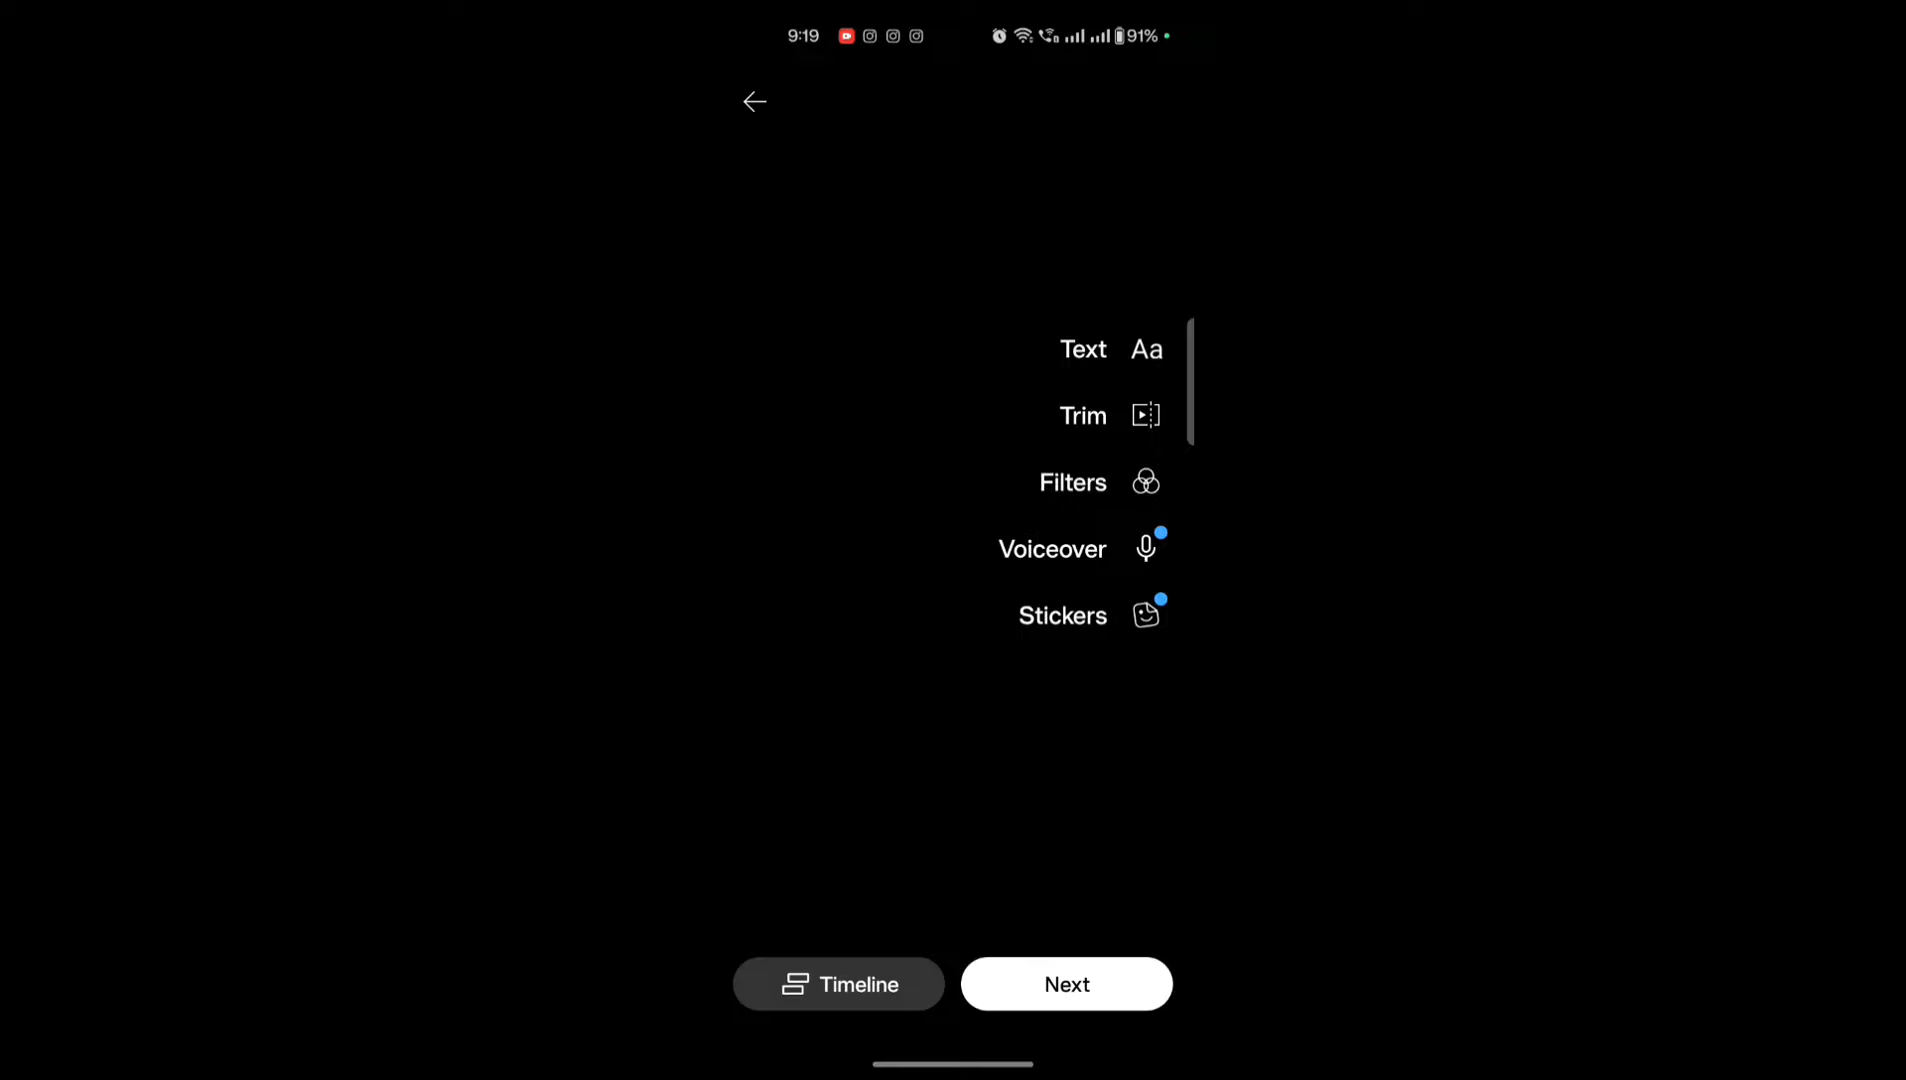 9:19 91%
Text Aa
Trim
Filters
Voiceover
Stickers
Timeline Next